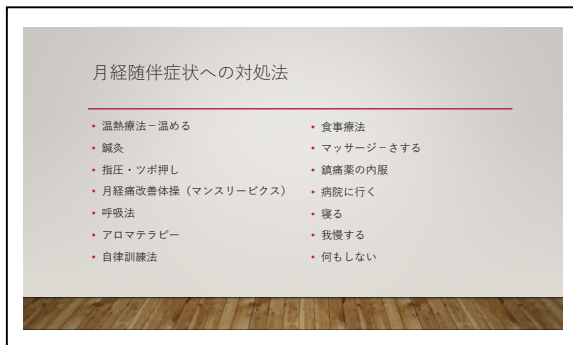 月経随伴症状への対処法
• 温熱療法－温める
• 鍼灸
• 指圧・ツボ押し
• 月経痛改善体操（マンスリービクス）
• 呼吸法
• アロマテラピー
• 自律訓練法
• 食事療法
• マッサージ－さする
• 鎮痛薬の内服
• 病院に行く
• 寝る
• 我慢する
• 何もしない